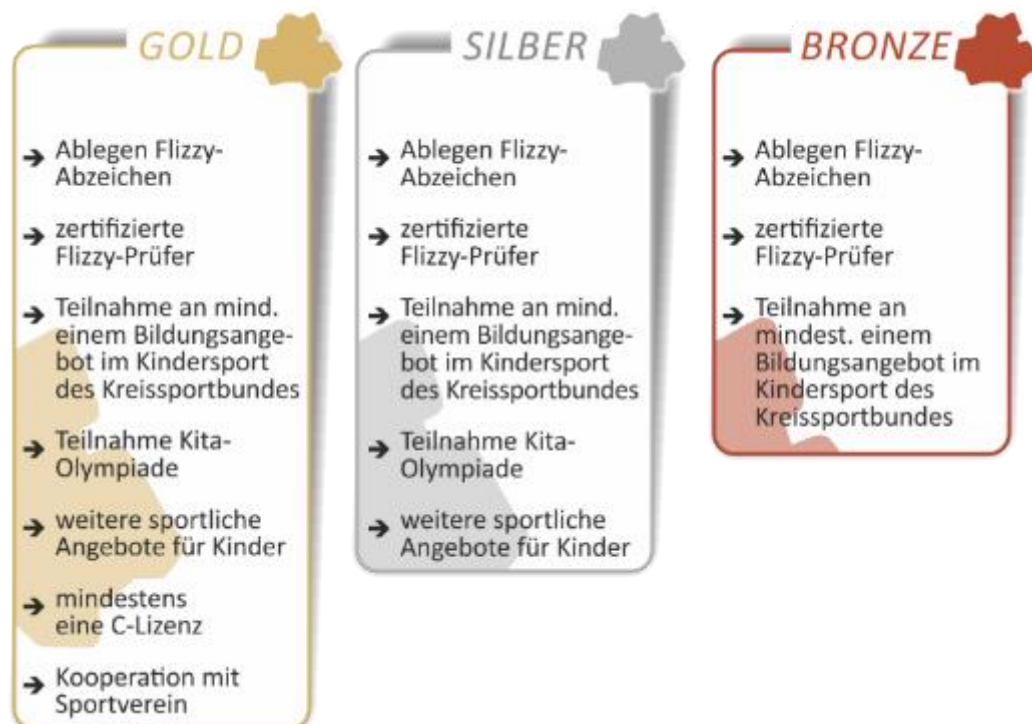 GOLD
Ablegen Flizzy-
Abzeichen
zertifizierte
Flizzy-Prüfer
Teilnahme an mind.
einem Bildungsange-
bot im Kindersport
des Kreissportbundes
Teilnahme Kita-
Olympiade
weitere sportliche
Angebote für Kinder
mindestens
eine C-Lizenz
Kooperation mit
Sportverein
SILBER
Ablegen Flizzy-
Abzeichen
zertifizierte
Flizzy-Prüfer
Teilnahme an mind.
einem Bildungsange-
bot im Kindersport
des Kreissportbundes
Teilnahme Kita-
Olympiade
weitere sportliche
Angebote für Kinder
BRONZE
Ablegen Flizzy-
Abzeichen
zertifizierte
Flizzy-Prüfer
Teilnahme an
mindest. einem
Bildungsangebot im
Kindersport des
Kreissportbundes